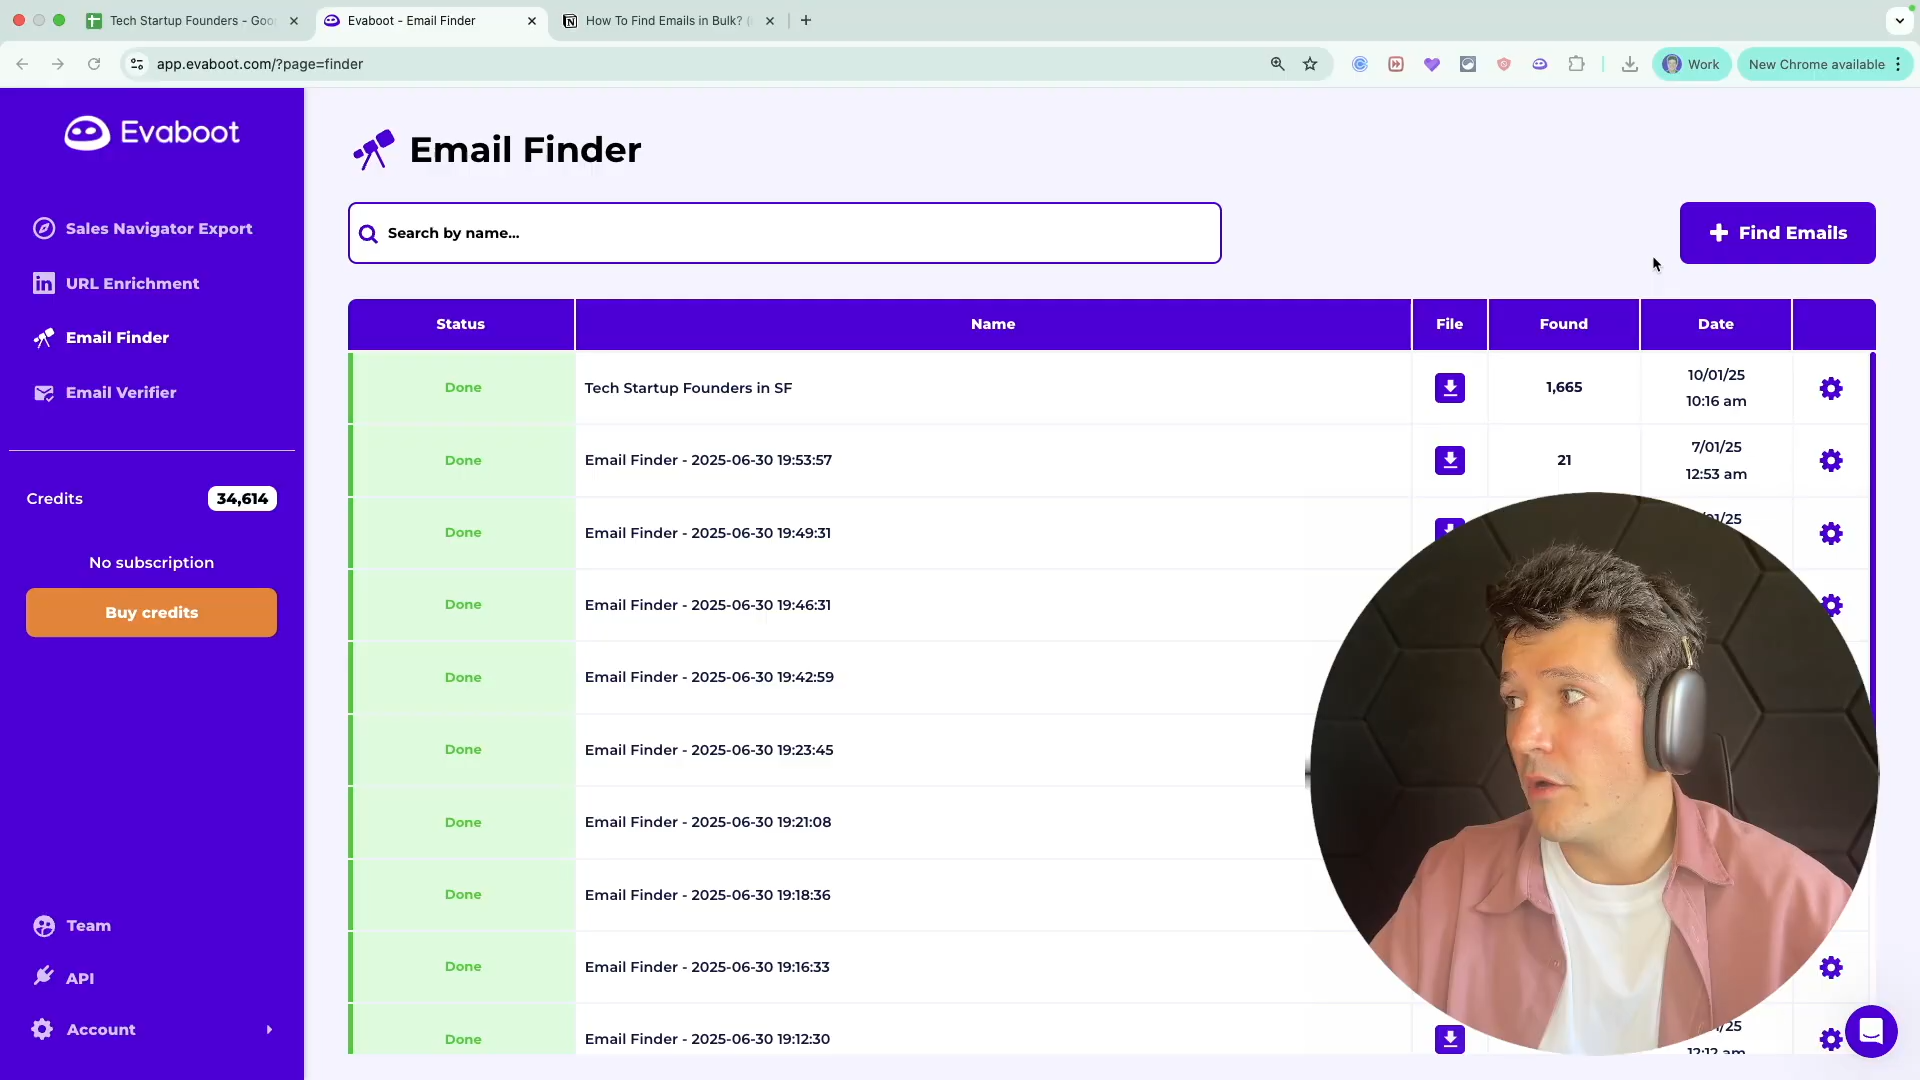 Tech Startup Founders - Goo
Evaboot - Email Finder
How To Find Emails in Bulk? (
app.evaboot.com/?page=finder
Work
New Chrome available
Evaboot
Sales Navigator Export
URL Enrichment
Email Finder
Email Verifier
Credits
34,614
No subscription
Buy credits
Team
API
Account
Email Finder
Search by name...
Find Emails
Status Name File Found Date
Done Tech Startup Founders in SF 1,665 10/01/25
10:16 am
Done Email Finder - 2025-06-30 19:53:57 21 7/01/25
12:53 am
Done Email Finder - 2025-06-30 19:49:31
Done Email Finder - 2025-06-30 19:46:31
Done Email Finder - 2025-06-30 19:42:59
Done Email Finder - 2025-06-30 19:23:45
Done Email Finder - 2025-06-30 19:21:08
Done Email Finder - 2025-06-30 19:18:36
Done Email Finder - 2025-06-30 19:16:33
Done Email Finder - 2025-06-30 19:12:30
12:12 am